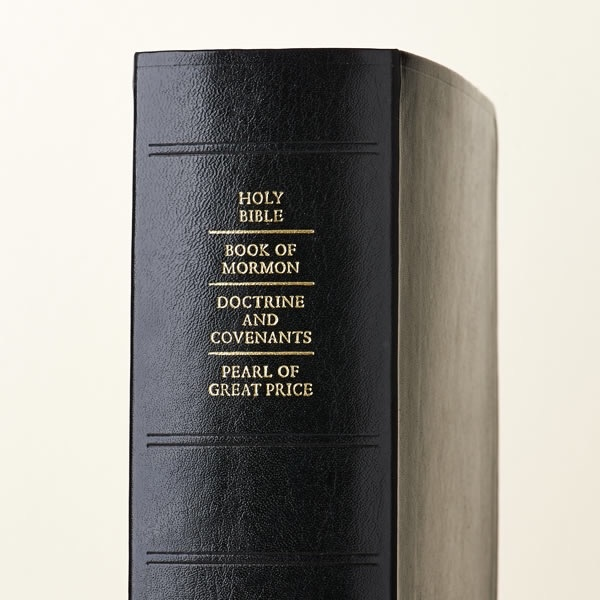 HOLY
BIBLE
BOOK OF
MORMON
DOCTRINE
AND
COVENANTS
PEARL OF
GREAT PRICE